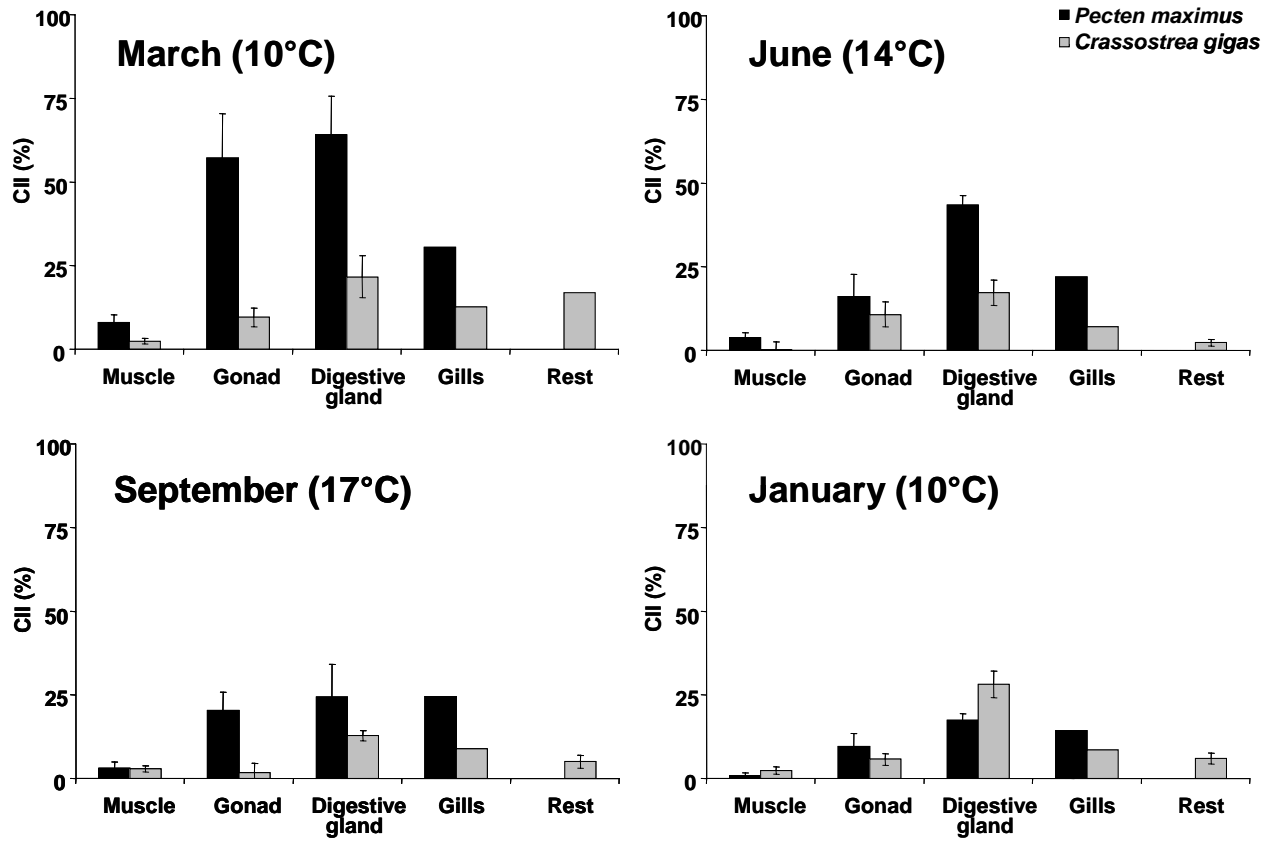 March (10°C)
100
75
50
25
0
CII (%)
Muscle
Gonad
Digestive
gland
Gills
Rest
June (14°C)
Pecten maximus
Crassostrea gigas
100
75
50
25
0
CII (%)
Muscle
Gonad
Digestive
gland
Gills
Rest
September (17°C)
100
75
50
25
0
CII (%)
Muscle
Gonad
Digestive
gland
Gills
Rest
January (10°C)
100
75
50
25
0
CII (%)
Muscle
Gonad
Digestive
gland
Gills
Rest